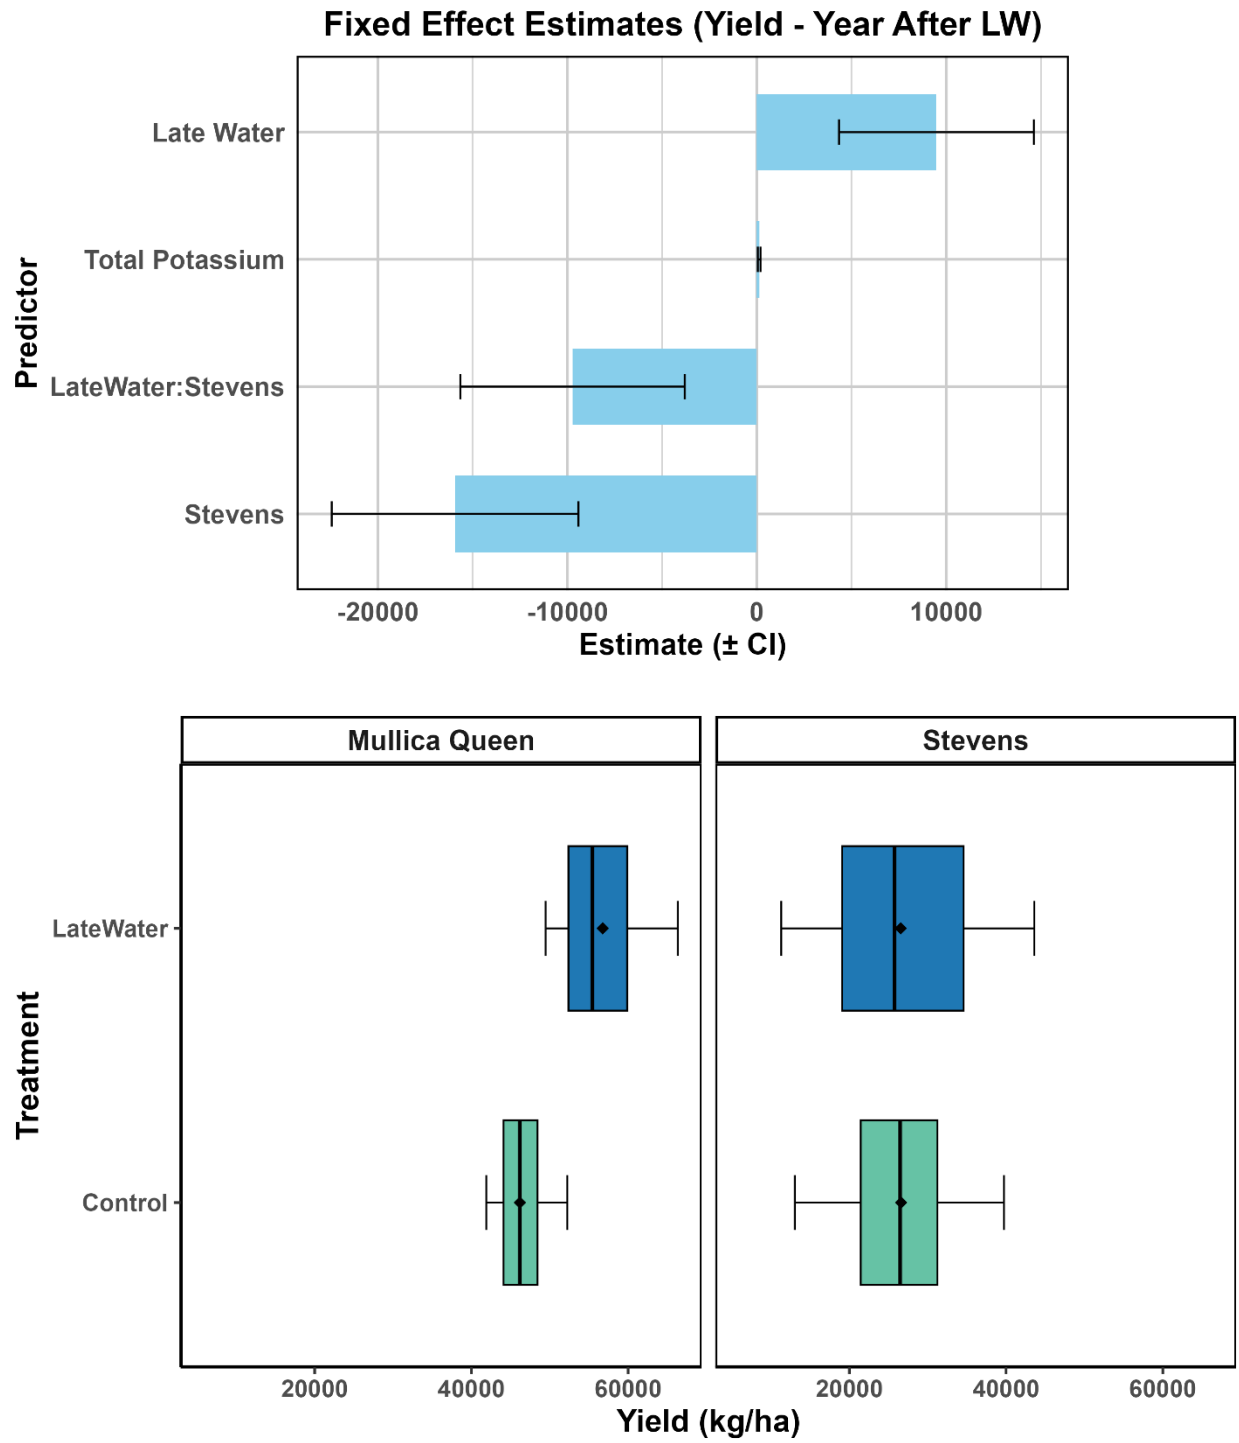 Fixed Effect Estimates (Yield - Year After LW)
Late Water
Total Potassium
LateWater:Stevens
Stevens
Predictor
-20000 -10000 0 10000
Estimate (± CI)
Mullica Queen Stevens
LateWater
Control
Treatment
20000 40000 60000 20000 40000 60000
Yield (kg/ha)